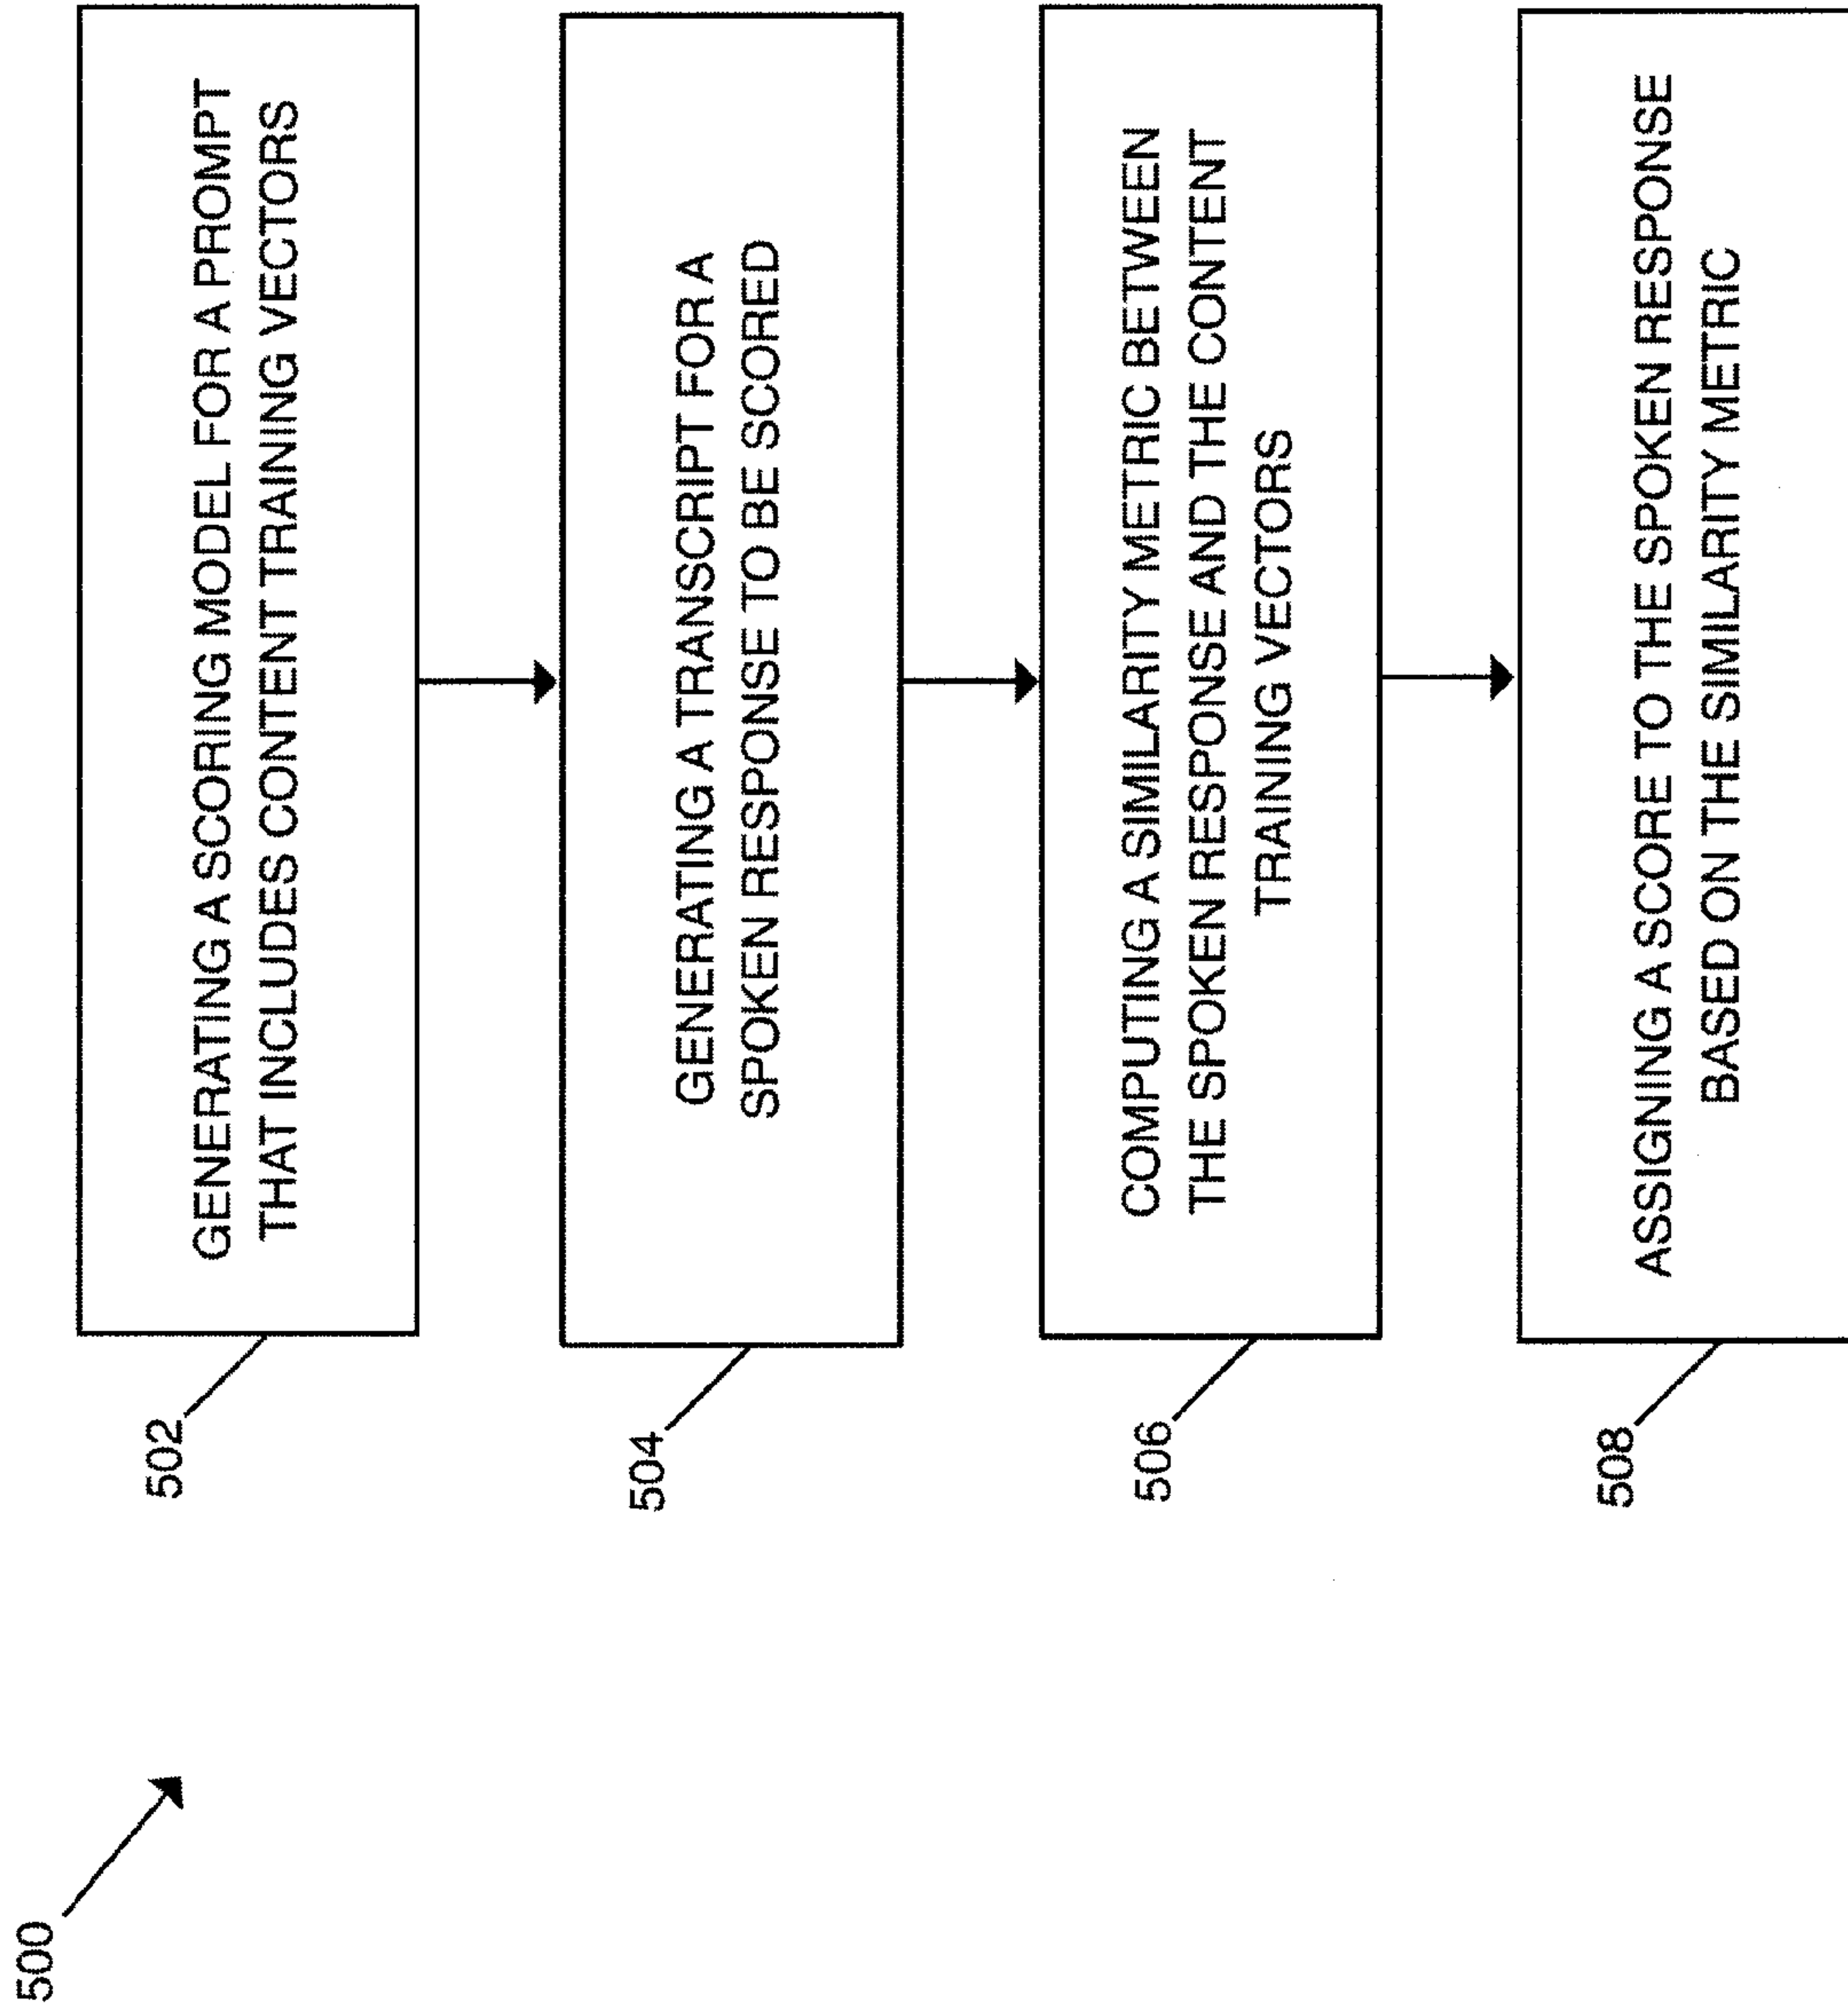 500
502
GENERATING A SCORING MODEL FOR A PROMPT
THAT INCLUDES CONTENT TRAINING VECTORS
504
GENERATING A TRANSCRIPT FOR A
SPOKEN RESPONSE TO BE SCORED
506
COMPUTING A SIMILARITY METRIC BETWEEN
THE SPOKEN RESPONSE AND THE CONTENT
TRAINING VECTORS
508
ASSIGNING A SCORE TO THE SPOKEN RESPONSE
BASED ON THE SIMILARITY METRIC